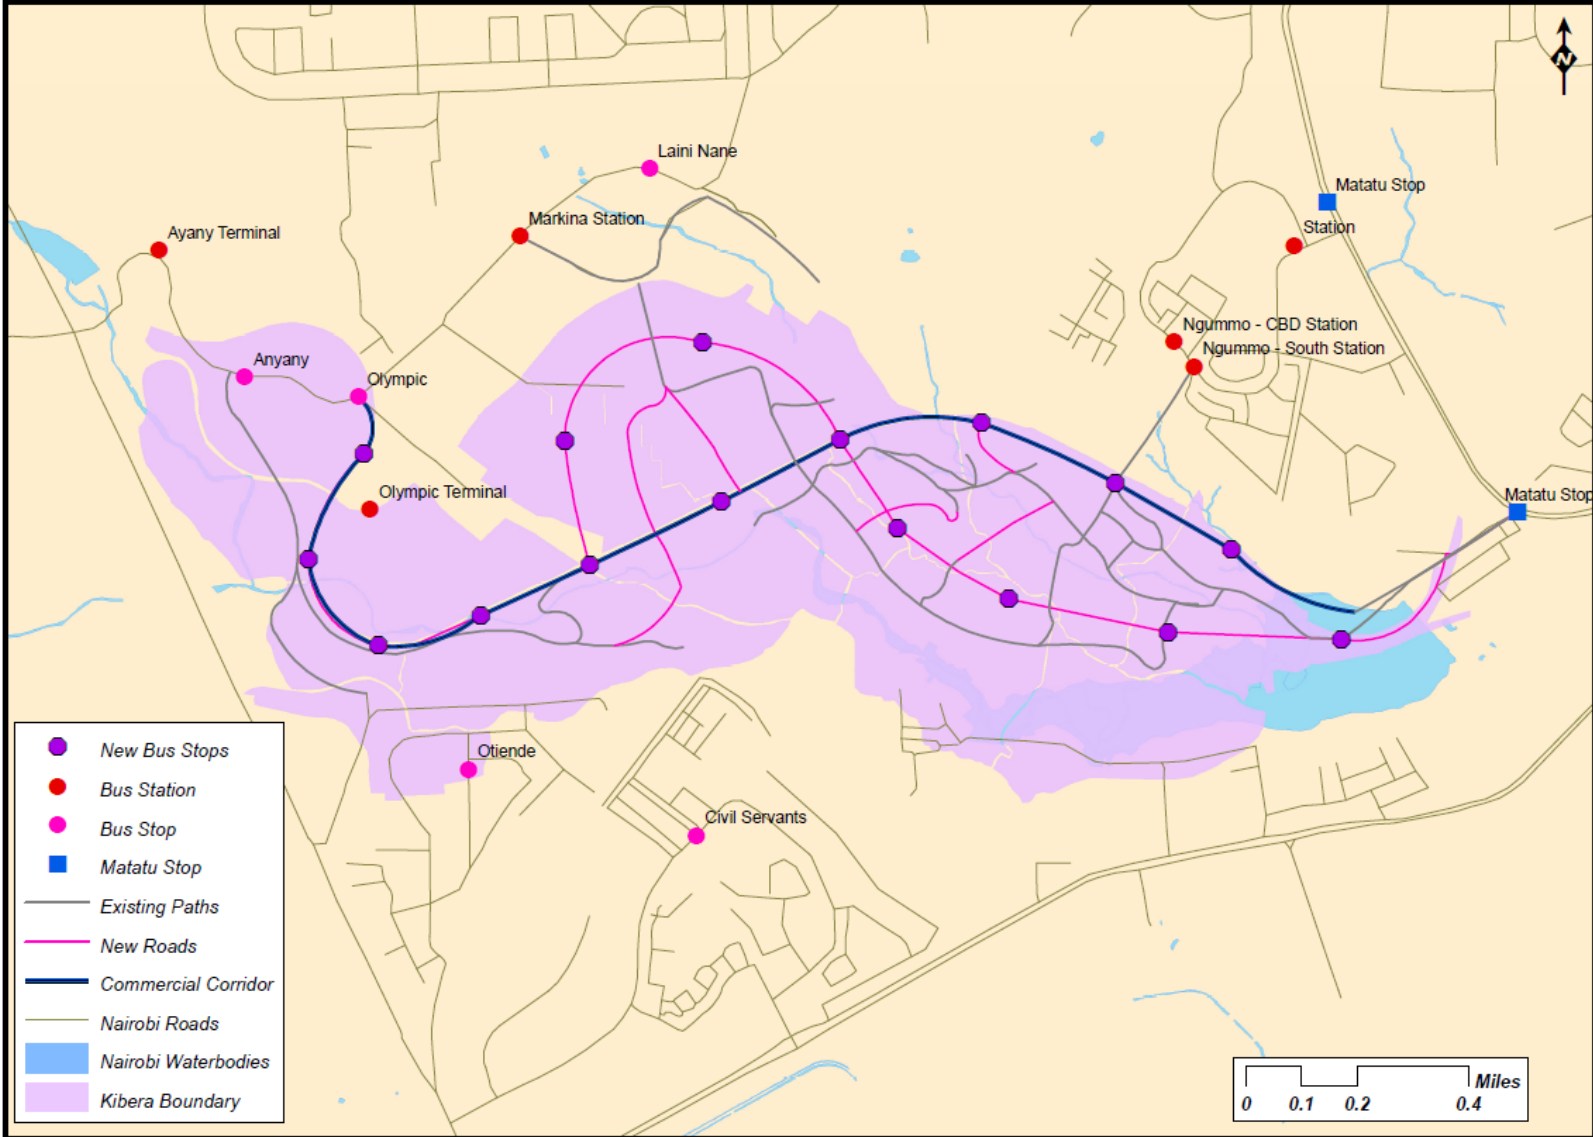 N
Laini Nane
Matatu Stop
Markina Station
Station
Ayany Terminal
Ngummo - CBD Station
Ngummo - South Station
Anyany
Olympic
Olympic Terminal
Matatu Stop
Otiende
Civil Servants
New Bus Stops
Bus Station
Bus Stop
Matatu Stop
Existing Paths
New Roads
Commercial Corridor
Nairobi Roads
Nairobi Waterbodies
Kibera Boundary
Miles
0 0.1 0.2 0.4